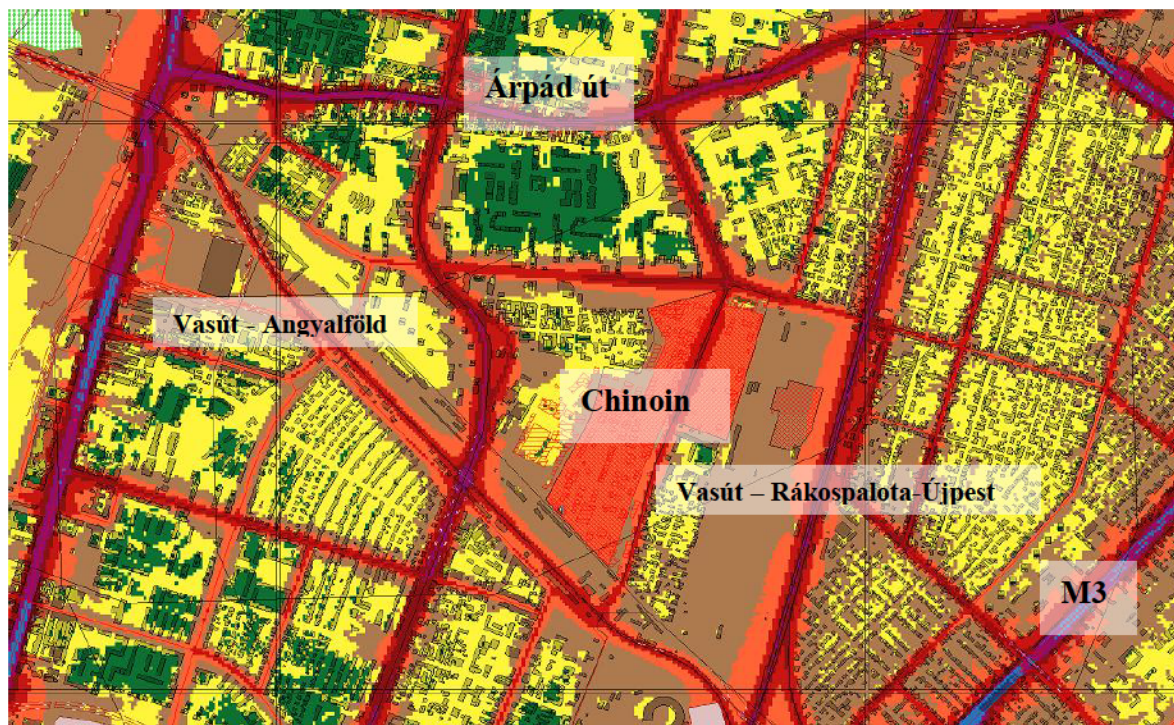 Árpád út
Vasút - Angyalföld
Chinoin
Vasút – Rákospalota-Újpest
M3